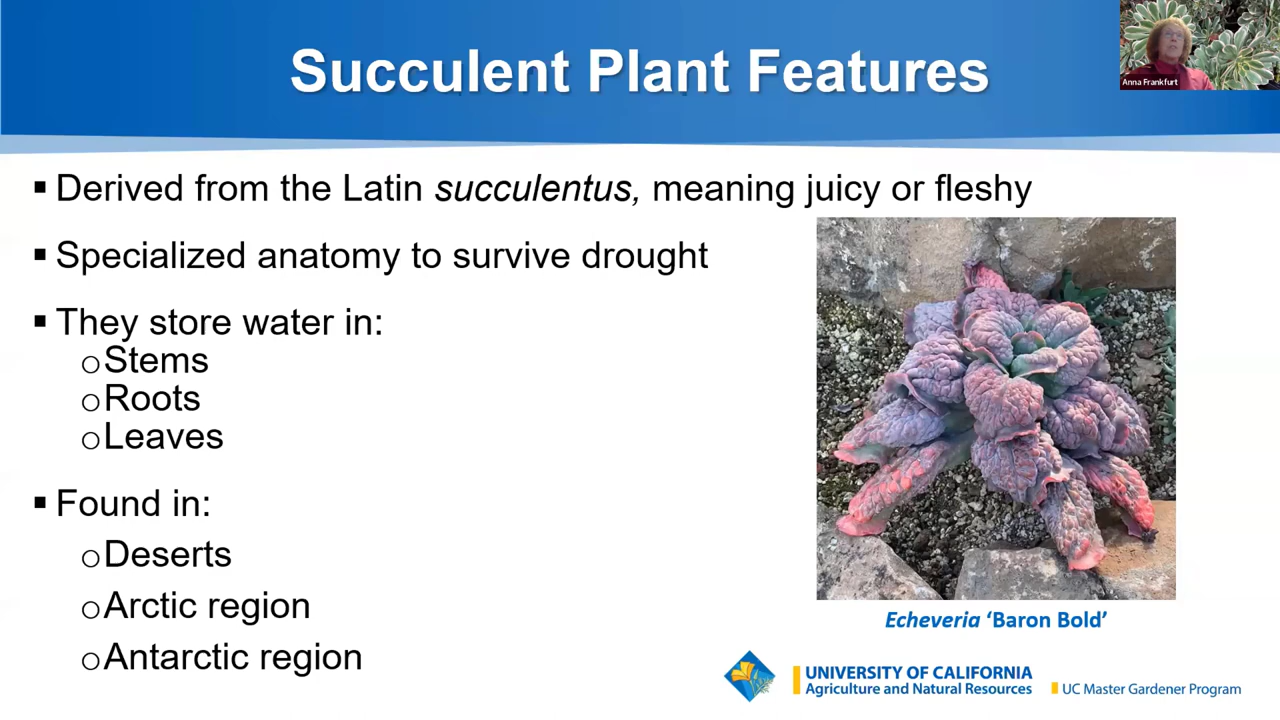 Succulent Plant Features
Anna Frankfurt
▪ Derived from the Latin succulentus, meaning juicy or fleshy
▪ Specialized anatomy to survive drought
▪ They store water in:
○Stems
○Roots
○Leaves
▪ Found in:
○Deserts
○Arctic region
○Antarctic region
Echeveria ‘Baron Bold’
UNIVERSITY OF CALIFORNIA
Agriculture and Natural Resources
UC Master Gardener Program